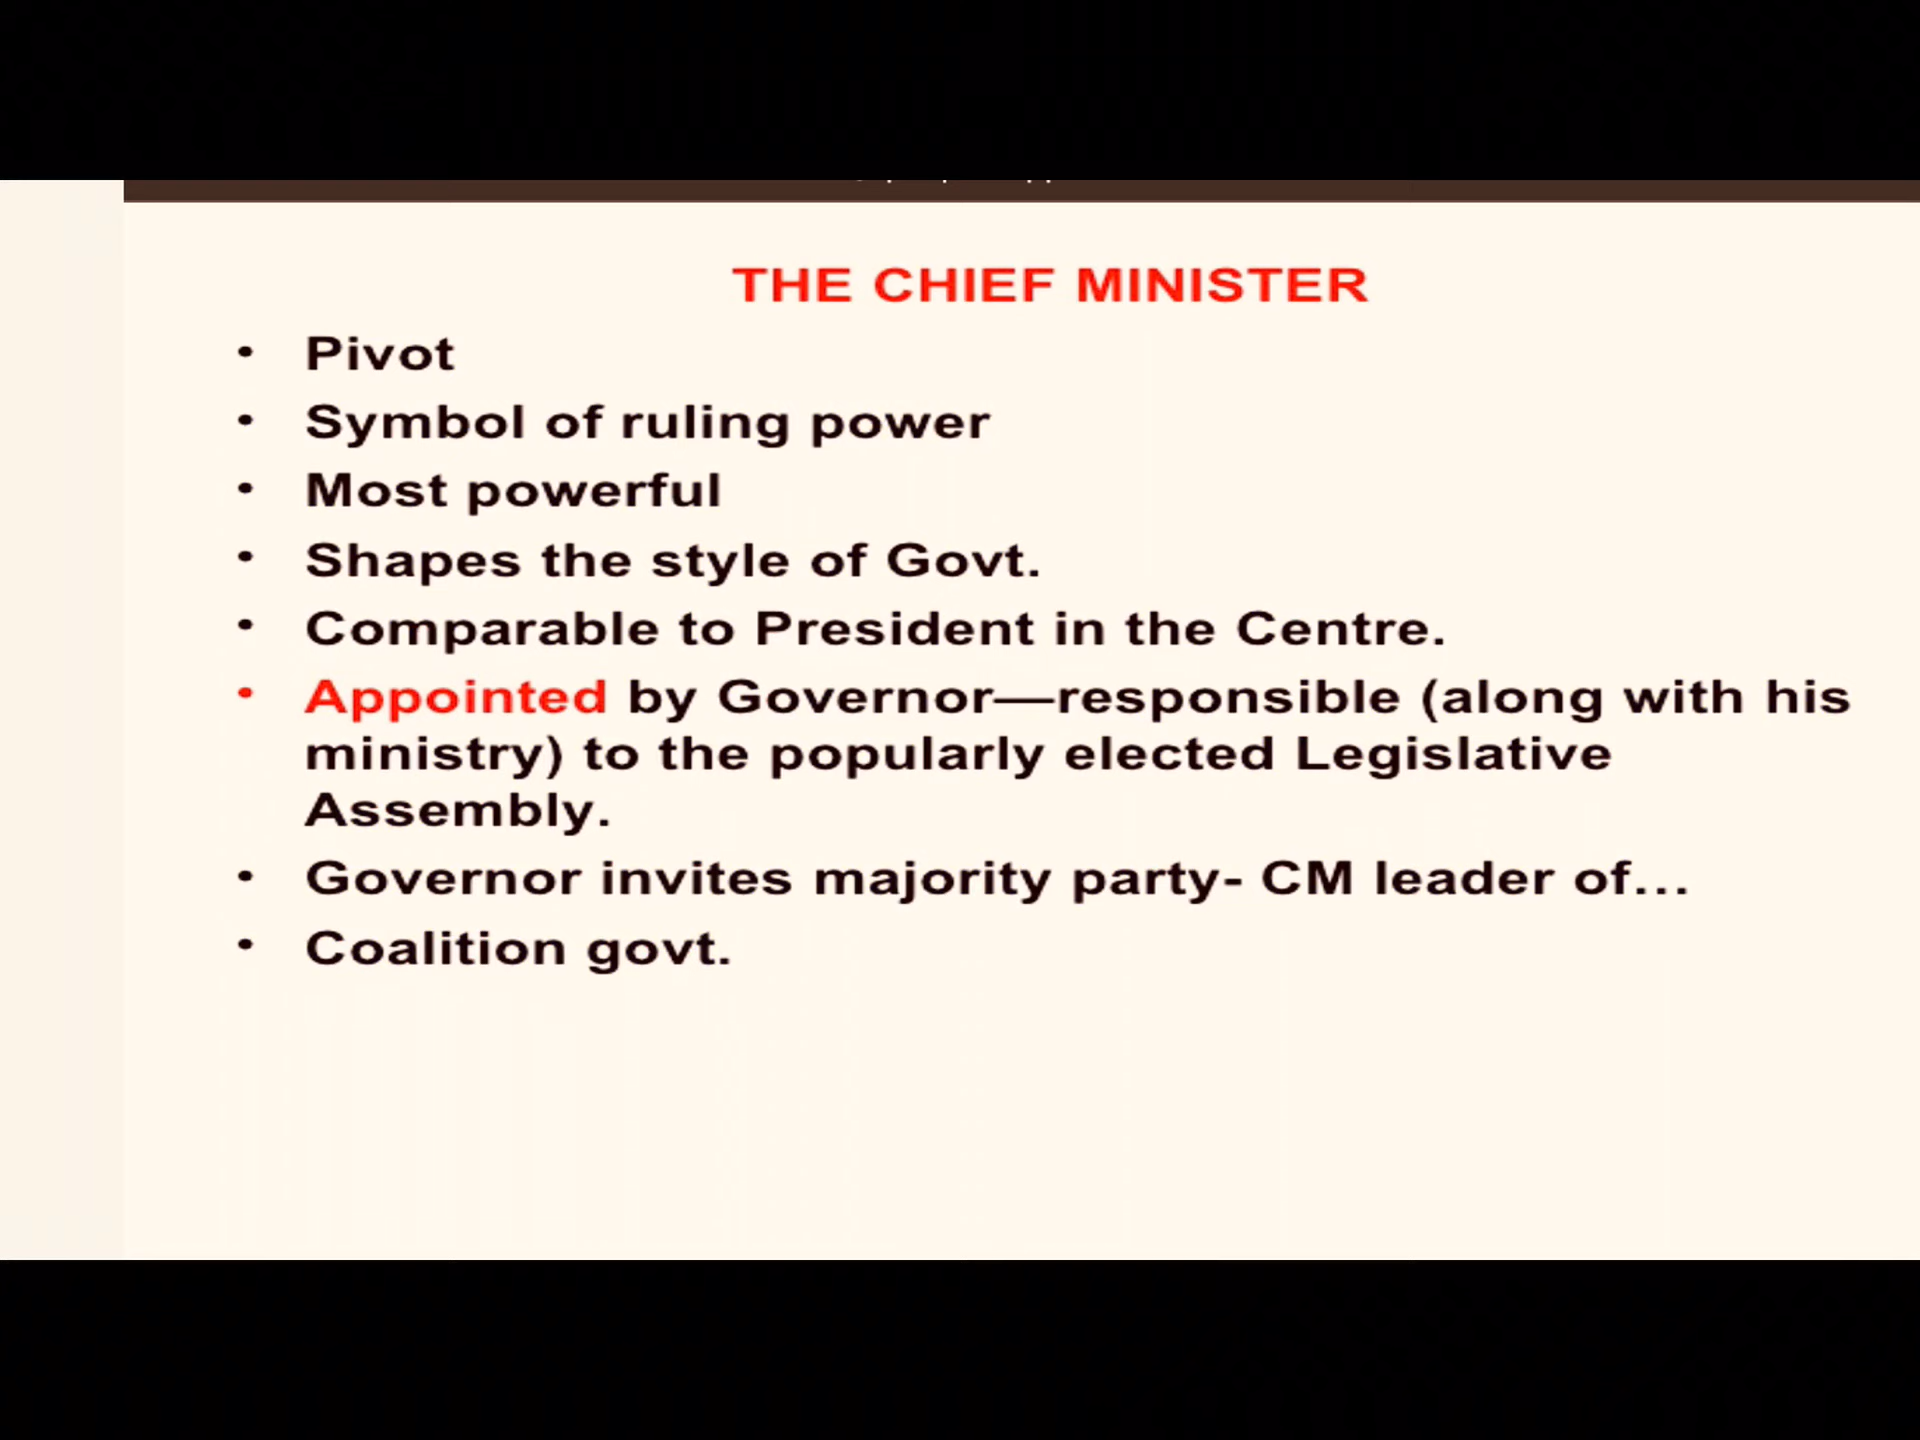 THE CHIEF MINISTER
• Pivot
• Symbol of ruling power
• Most powerful
• Shapes the style of Govt.
• Comparable to President in the Centre.
• Appointed by Governor—responsible (along with his
ministry) to the popularly elected Legislative
Assembly.
• Governor invites majority party- CM leader of...
• Coalition govt.